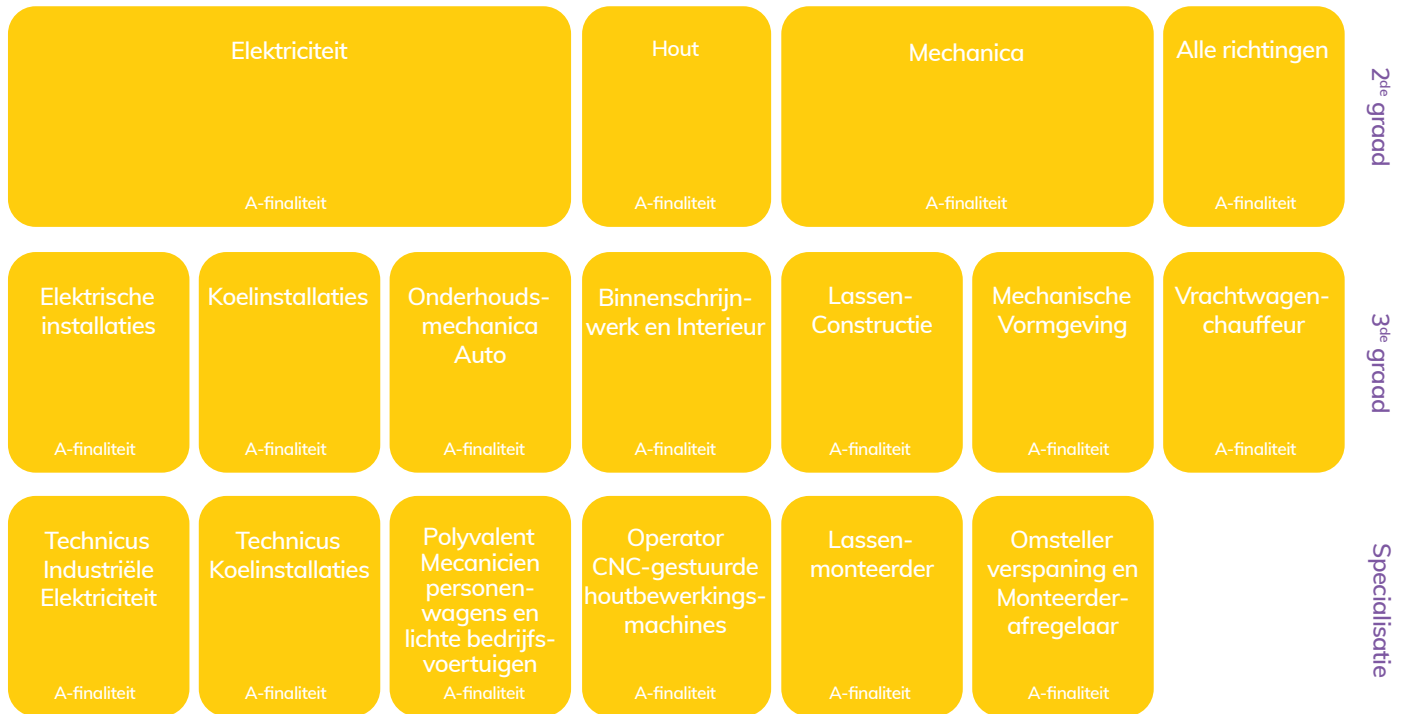 Elektriciteit
A-finaliteit
Hout
A-finaliteit
Mechanica
A-finaliteit
Alle richtingen
A-finaliteit
2de graad
Elektrische
installaties
A-finaliteit
Koelinstallaties
A-finaliteit
Onderhouds-
mechanica
Auto
A-finaliteit
Binnenschrijn-
werk en Interieur
A-finaliteit
Lassen-
Constructie
A-finaliteit
Mechanische
Vormgeving
A-finaliteit
Vrachtwagen-
chauffeur
A-finaliteit
3de graad
Technicus
Industriële
Elektriciteit
A-finaliteit
Technicus
Koelinstallaties
A-finaliteit
Polyvalent
Mecanicien
personen-
wagens en
lichte bedrijfs-
voertuigen
A-finaliteit
Operator
CNC-gestuurde
houtbewerkings-
machines
A-finaliteit
Lassen-
monteerder
A-finaliteit
Omsteller
verspaning en
Monteerder-
afregelaar
A-finaliteit
Specialisatie